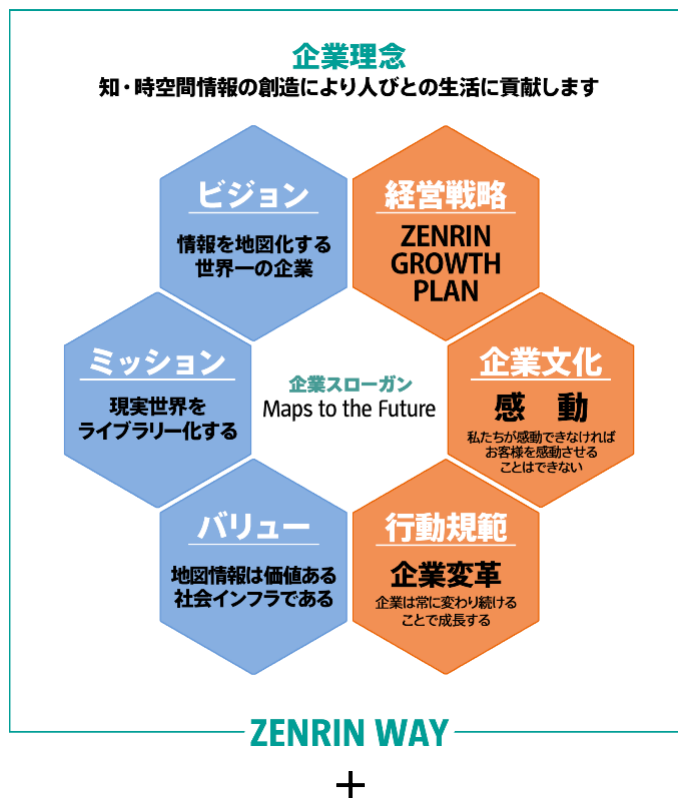 企業理念
知・時空間情報の創造により人びとの生活に貢献します
ビジョン
情報を地図化する
世界一の企業
経営戦略
ZENRIN
GROWTH
PLAN
ミッション
現実世界を
ライブラリー化する
企業スローガン
Maps to the Future
企業文化
感　動
私たちが感動できなければ
お客様を感動させる
ことはできない
バリュー
地図情報は価値ある
社会インフラである
行動規範
企業変革
企業は常に変わり続ける
ことで成長する
ZENRIN WAY
+